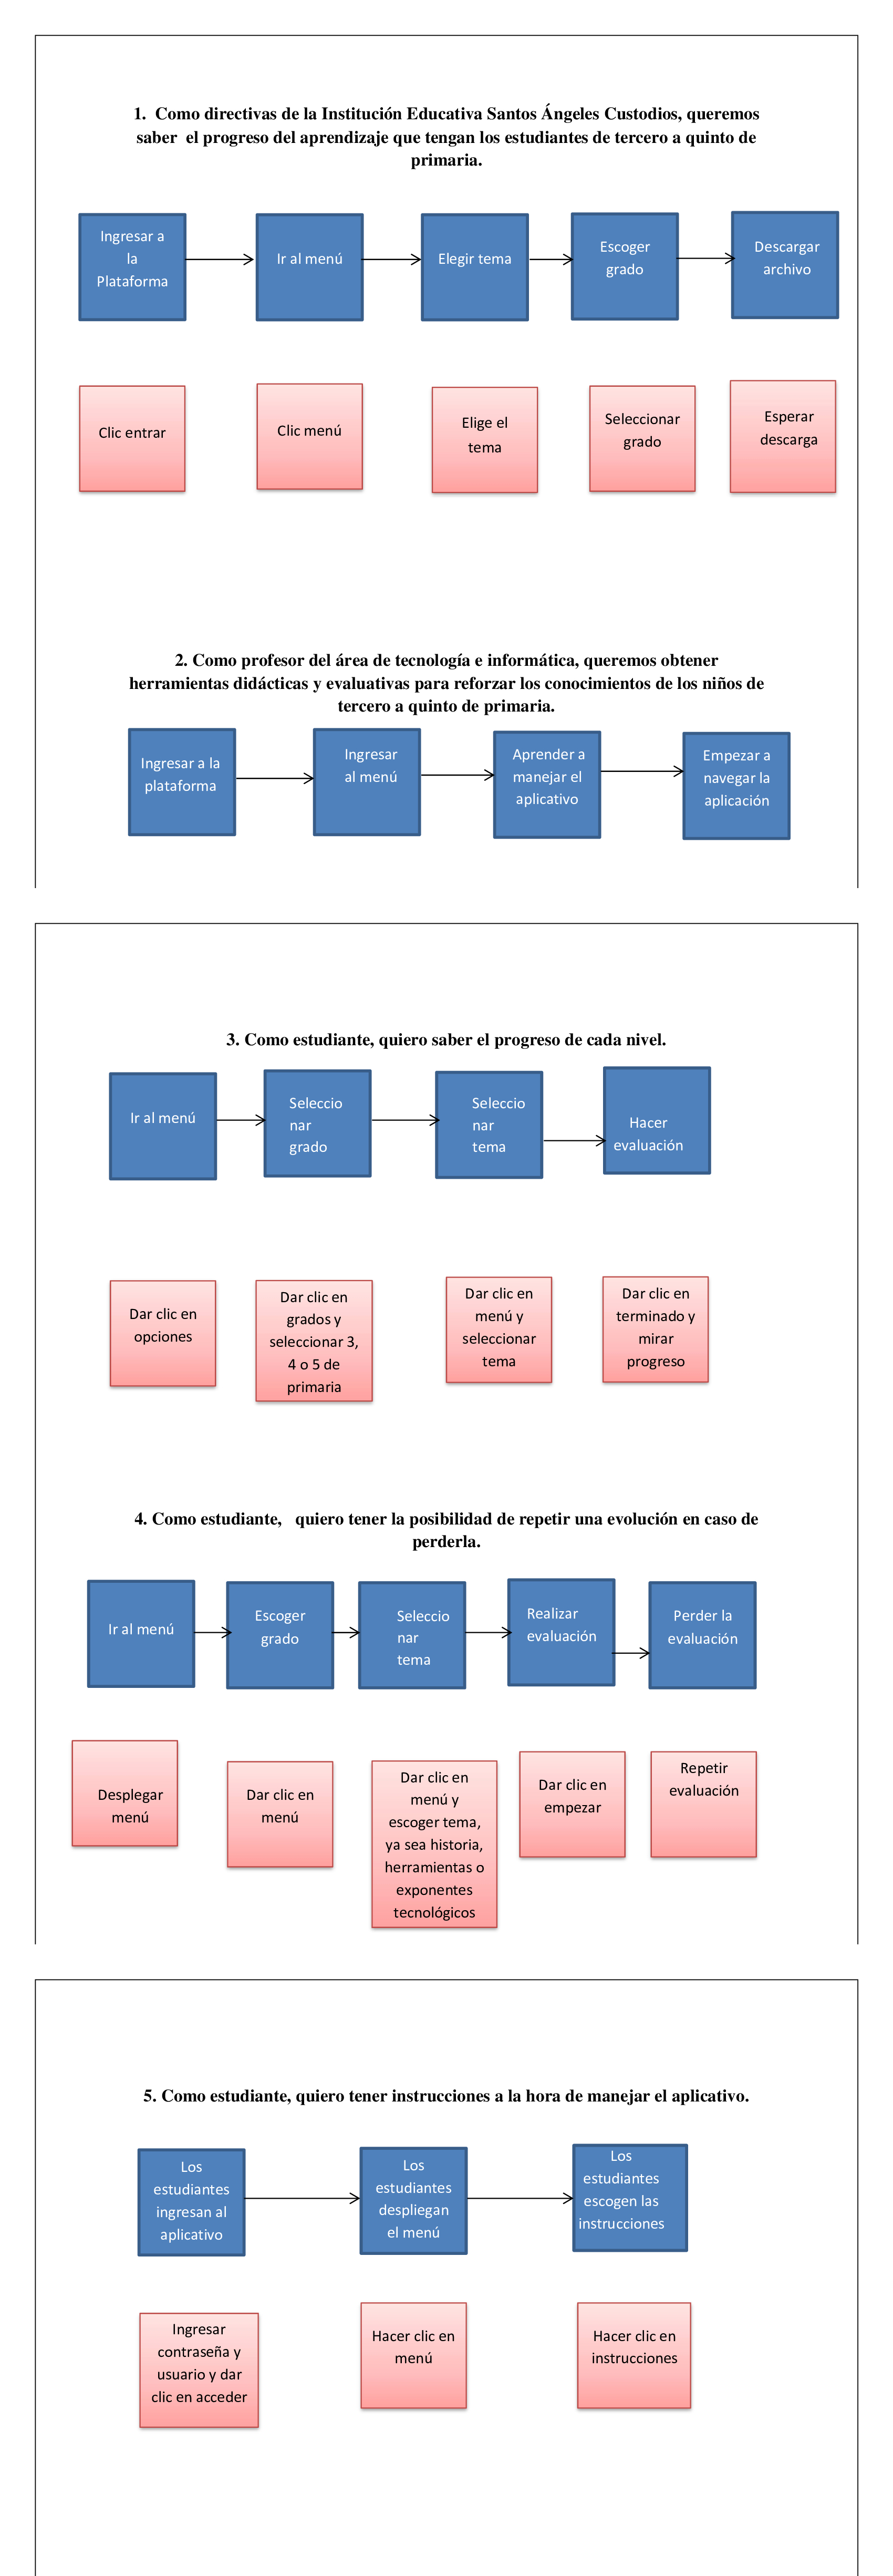 1.  Como directivas de la Institución Educativa Santos Ángeles Custodios, queremos
saber  el progreso del aprendizaje que tengan los estudiantes de tercero a quinto de
primaria.
Ingresar a
la
Plataforma
Ir al menú
Elegir tema
Escoger
grado
Descargar
archivo
Clic entrar
Clic menú
Elige el
tema
Seleccionar
grado
Esperar
descarga
2. Como profesor del área de tecnología e informática, queremos obtener
herramientas didácticas y evaluativas para reforzar los conocimientos de los niños de
tercero a quinto de primaria.
Ingresar a la
plataforma
Ingresar
al menú
Aprender a
manejar el
aplicativo
Empezar a
navegar la
aplicación
3. Como estudiante, quiero saber el progreso de cada nivel.
Ir al menú
Seleccio
nar
grado
Seleccio
nar
tema
Hacer
evaluación
Dar clic en
opciones
Dar clic en
grados y
seleccionar 3,
4 o 5 de
primaria
Dar clic en
menú y
seleccionar
tema
Dar clic en
terminado y
mirar
progreso
4. Como estudiante,   quiero tener la posibilidad de repetir una evolución en caso de
perderla.
Ir al menú
Escoger
grado
Seleccio
nar
tema
Realizar
evaluación
Perder la
evaluación
Desplegar
menú
Dar clic en
menú
Dar clic en
menú y
escoger tema,
ya sea historia,
herramientas o
exponentes
tecnológicos
Dar clic en
empezar
Repetir
evaluación
5. Como estudiante, quiero tener instrucciones a la hora de manejar el aplicativo.
Los
estudiantes
ingresan al
aplicativo
Los
estudiantes
despliegan
el menú
Los
estudiantes
escogen las
instrucciones
Ingresar
contraseña y
usuario y dar
clic en acceder
Hacer clic en
menú
Hacer clic en
instrucciones